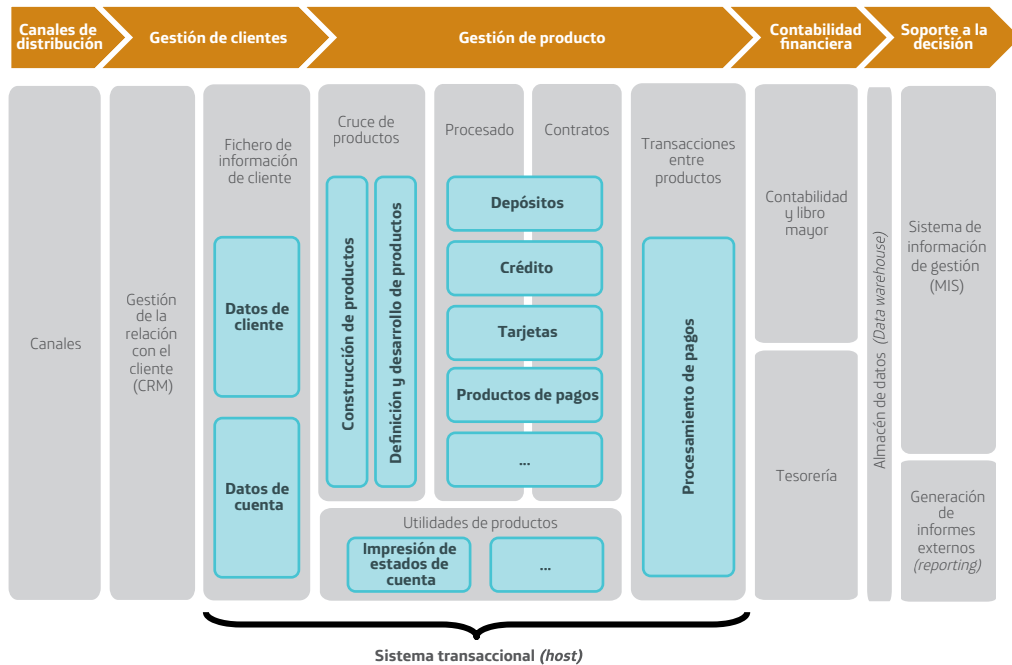 Canales de
distribución
Gestión de clientes
Gestión de producto
Contabilidad
financiera
Soporte a la
decisión
Canales
Gestión
de la
relación
con el
cliente
(CRM)
Fichero de
información
de cliente
Datos de
cliente
Datos de
cuenta
Cruce de
productos
Construcción de productos
Definición y desarrollo de productos
Procesado
Contratos
Depósitos
Crédito
Tarjetas
Productos de pagos
...
Utilidades de productos
Impresión de
estados de
cuenta
...
Transacciones
entre
productos
Procesamiento de pagos
Contabilidad
y libro
mayor
Tesorería
Almacén de datos (Data warehouse)
Sistema de
información
de gestión
(MIS)
Generación
de
informes
externos
(reporting)
Sistema transaccional (host)